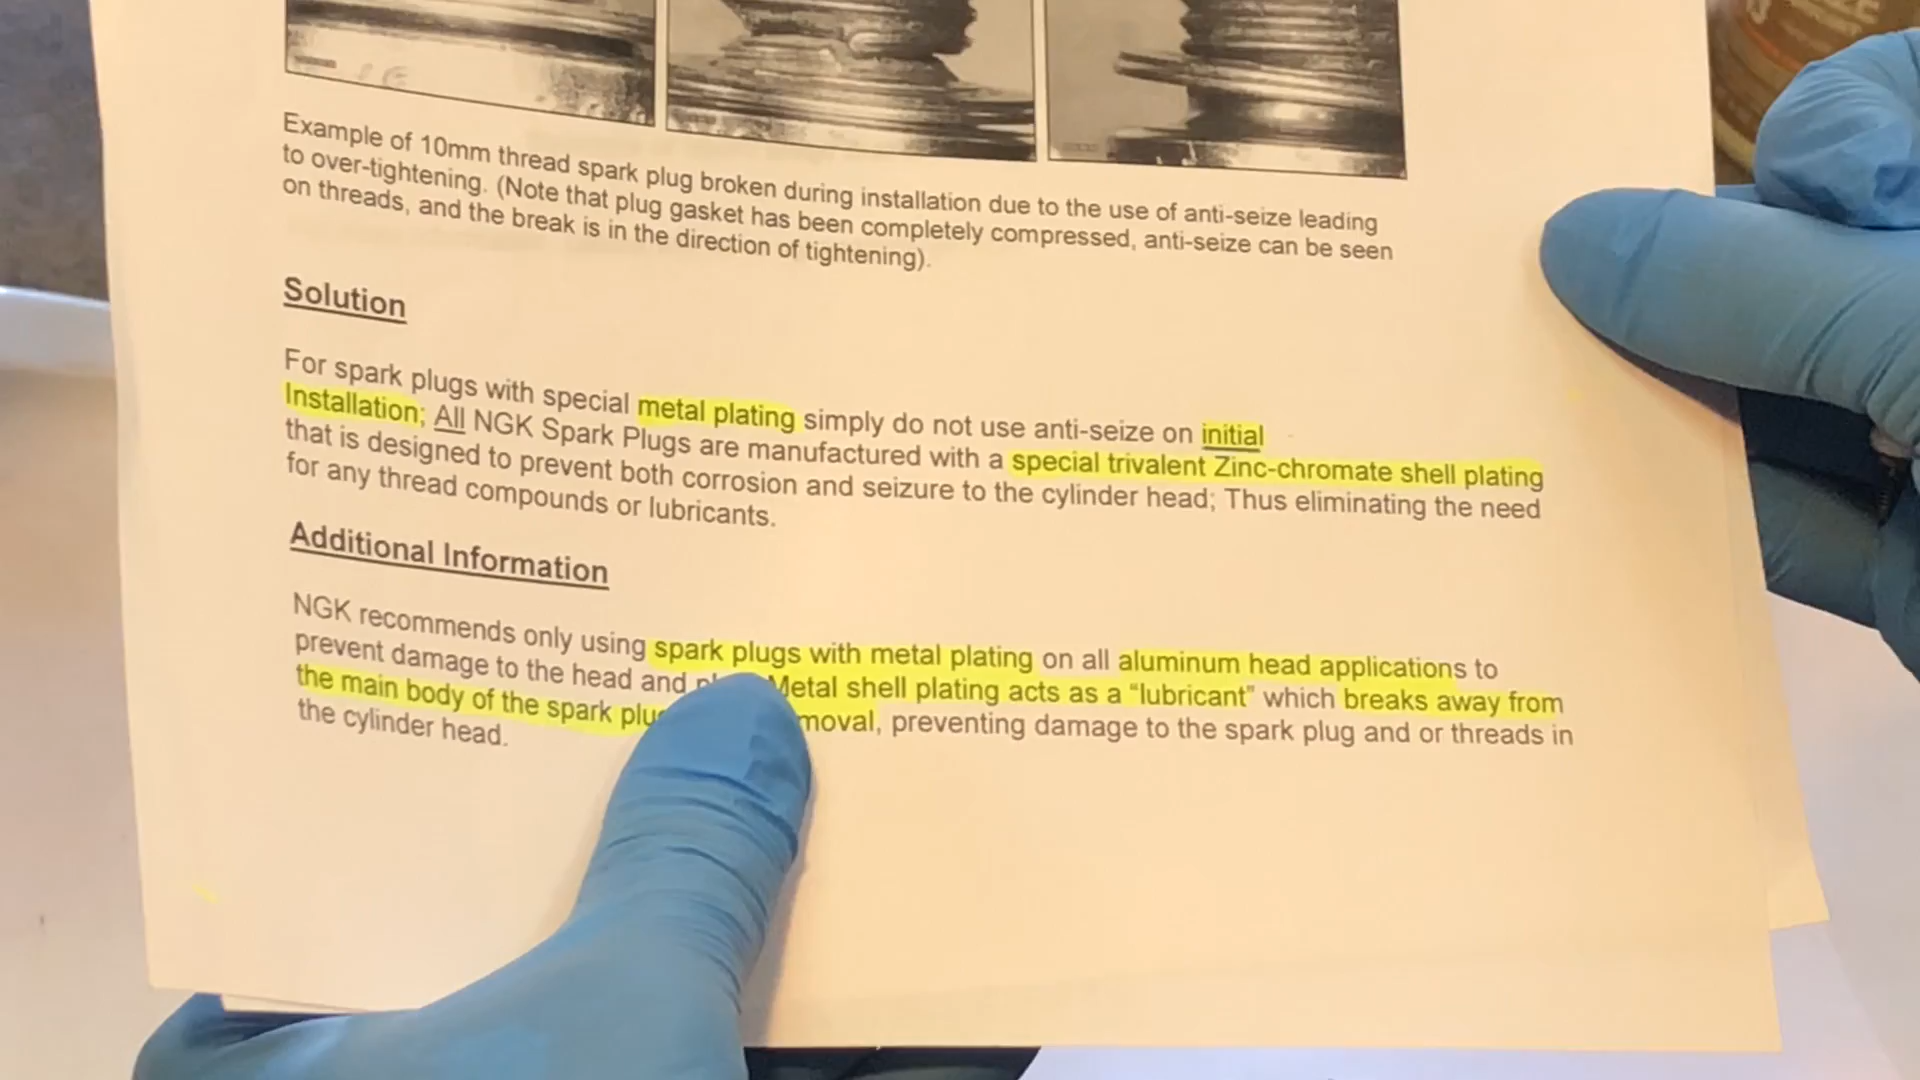 Example of 10mm thread spark plug broken during installation due to the use of anti-seize leading
to over-tightening. (Note that plug gasket has been completely compressed, anti-seize can be seen
on threads, and the break is in the direction of tightening).
Solution
For spark plugs with special metal plating simply do not use anti-seize on initial
Installation; All NGK Spark Plugs are manufactured with a special trivalent Zinc-chromate shell plating
that is designed to prevent both corrosion and seizure to the cylinder head; Thus eliminating the need
for any thread compounds or lubricants.
Additional Information
NGK recommends only using spark plugs with metal plating on all aluminum head applications to
prevent damage to the head and Metal shell plating acts as a “lubricant” which breaks away from
the main body of the spark preventing damage to the spark plug and or threads in
the cylinder head.